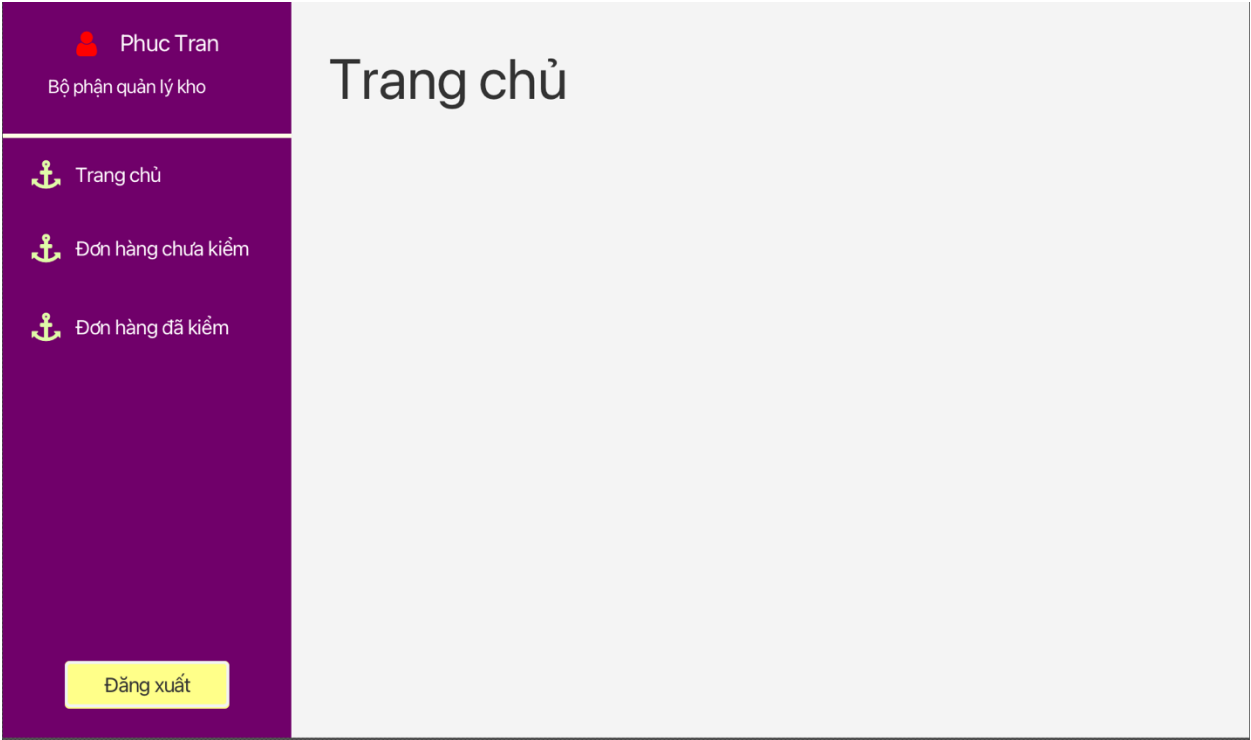 Phuc Tran
Bộ phận quản lý kho
Trang chủ
Đơn hàng chưa kiểm
Đơn hàng đã kiểm
Đăng xuất
Trang chủ